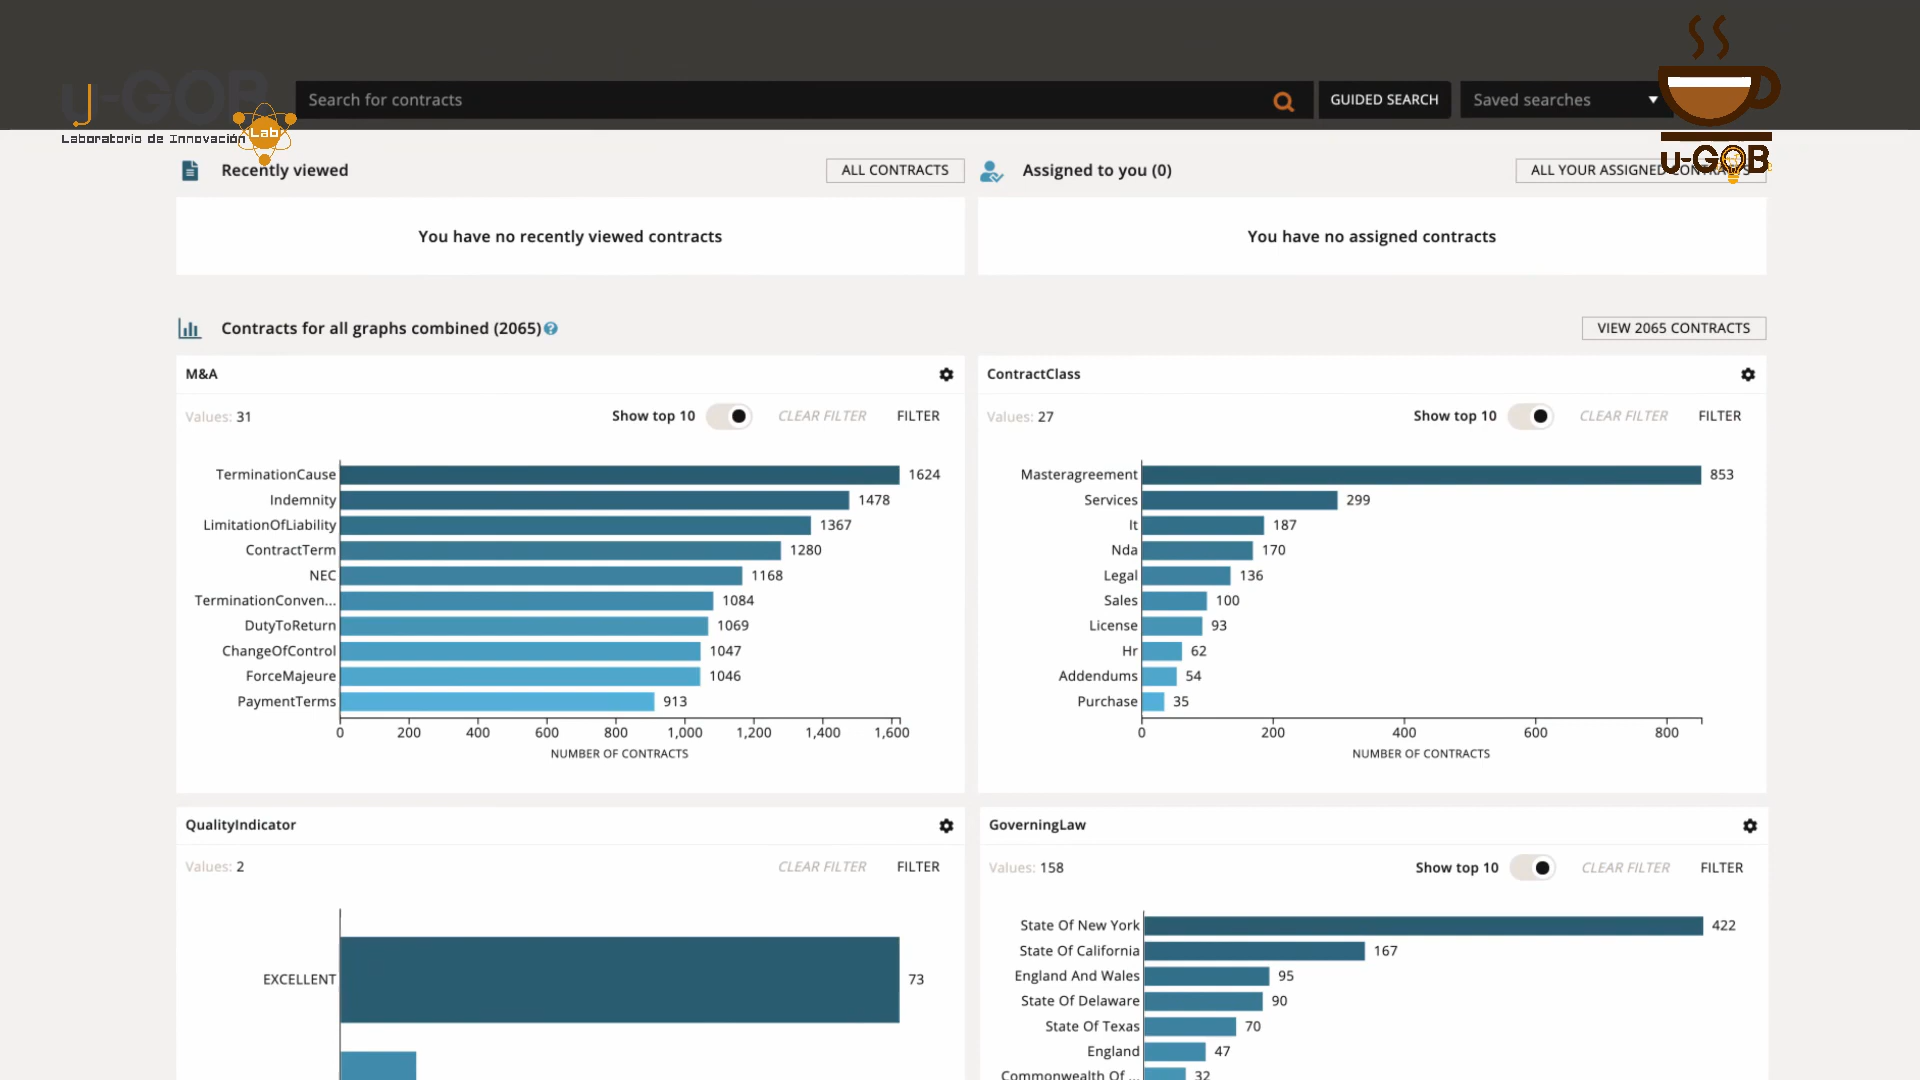 u-GOB
Laboratorio de Innovación
Lab
Search for contracts
GUIDED SEARCH
Saved searches
u-GOB
Recently viewed
ALL CONTRACTS
Assigned to you (0)
ALL YOUR ASSIGNED CONTRACTS
You have no recently viewed contracts
You have no assigned contracts
Contracts for all graphs combined (2065)
?
VIEW 2065 CONTRACTS
M&A
Values: 31
Show top 10
CLEAR FILTER
FILTER
TerminationCause 1624
Indemnity 1478
LimitationOfLiability 1367
ContractTerm 1280
NEC 1168
TerminationConven... 1084
DutyToReturn 1069
ChangeOfControl 1047
ForceMajeure 1046
PaymentTerms 913
0 200 400 600 800 1,000 1,200 1,400 1,600
NUMBER OF CONTRACTS
ContractClass
Values: 27
Show top 10
CLEAR FILTER
FILTER
Masteragreement 853
Services 299
It 187
Nda 170
Legal 136
Sales 100
License 93
Hr 62
Addendums 54
Purchase 35
0 200 400 600 800
NUMBER OF CONTRACTS
QualityIndicator
Values: 2
CLEAR FILTER
FILTER
EXCELLENT 73
GoverningLaw
Values: 158
Show top 10
CLEAR FILTER
FILTER
State Of New York 422
State Of California 167
England And Wales 95
State Of Delaware 90
State Of Texas 70
England 47
Commonwealth Of ... 32